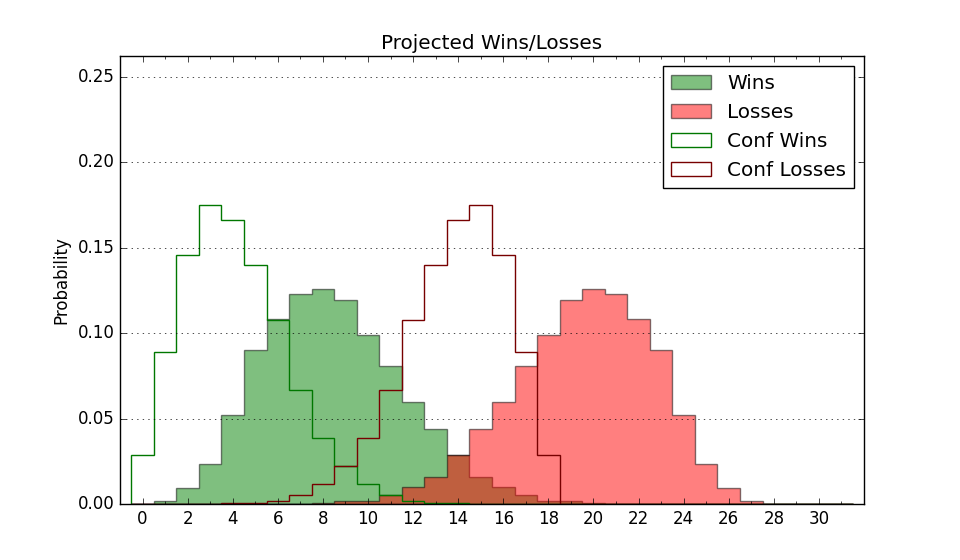 Projected Wins/Losses
0.25
0.20
0.15
0.10
0.05
0.00
Probability
Wins
Losses
Conf Wins
Conf Losses
0 2 4 6 8 10 12 14 16 18 20 22 24 26 28 30